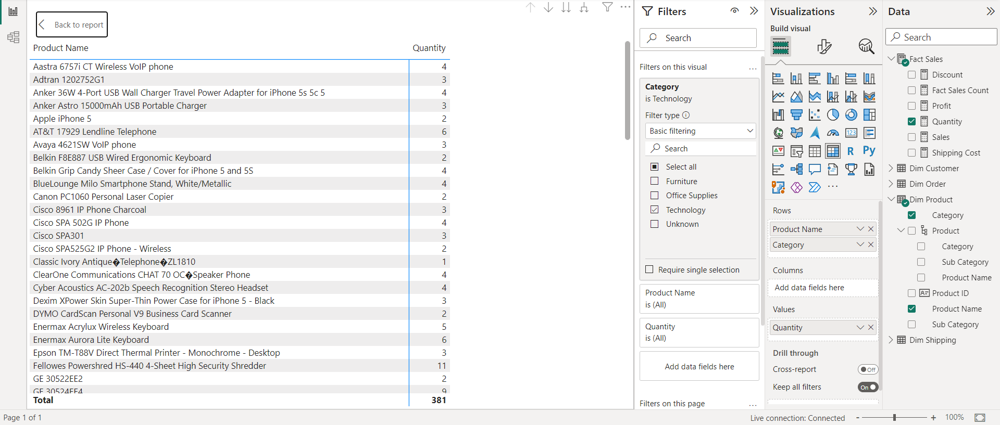 Back to report
Product Name Quantity
Aastra 6757i CT Wireless VoIP phone 4
Adtran 1202752G1 3
Anker 36W 4-Port USB Wall Charger Travel Power Adapter for iPhone 5s 5c 5 4
Anker Astro 15000mAh USB Portable Charger 3
Apple iPhone 5 2
AT&T 17929 Lendline Telephone 6
Avaya 4621SW VoIP phone 3
Belkin F8E887 USB Wired Ergonomic Keyboard 2
Belkin Grip Candy Sheer Case / Cover for iPhone 5 and 5S 4
BlueLounge Milo Smartphone Stand, White/Metallic 4
Canon PC1060 Personal Laser Copier 2
Cisco 8961 IP Phone Charcoal 3
Cisco SPA 502G IP Phone 4
Cisco SPA301 3
Cisco SPA525G2 IP Phone - Wireless 2
Classic Ivory Antique�Telephone�ZL1810 1
ClearOne Communications CHAT 70 OC�Speaker Phone 4
Cyber Acoustics AC-202b Speech Recognition Stereo Headset 4
Dexim XPower Skin Super-Thin Power Case for iPhone 5 - Black 3
DYMO CardScan Personal V9 Business Card Scanner 2
Enermax Acrylux Wireless Keyboard 5
Enermax Aurora Lite Keyboard 6
Epson TM-T88V Direct Thermal Printer - Monochrome - Desktop 3
Fellowes Powershred HS-440 4-Sheet High Security Shredder 11
GE 30522EE2 2
GE 30524EE4 9
Total 381
Page 1 of 1
Filters
Search
Filters on this visual ...
Category
is Technology
Filter type
Basic filtering
Search
Select all
Furniture
Office Supplies
Technology
Unknown
Require single selection
Product Name
is (All)
Quantity
is (All)
Add data fields here
Filters on this page ...
Visualizations
Build visual
123
R Py
...
Rows
Product Name
Category
Columns
Add data fields here
Values
Quantity
Drill through
Cross-report Off
Keep all filters On
Data
Search
Fact Sales
Discount
Fact Sales Count
Profit
Quantity
Sales
Shipping Cost
Dim Customer
Dim Order
Dim Product
Category
Product
Category
Sub Category
Product Name
Product ID
Product Name
Sub Category
Dim Shipping
Live connection: Connected - + 100%